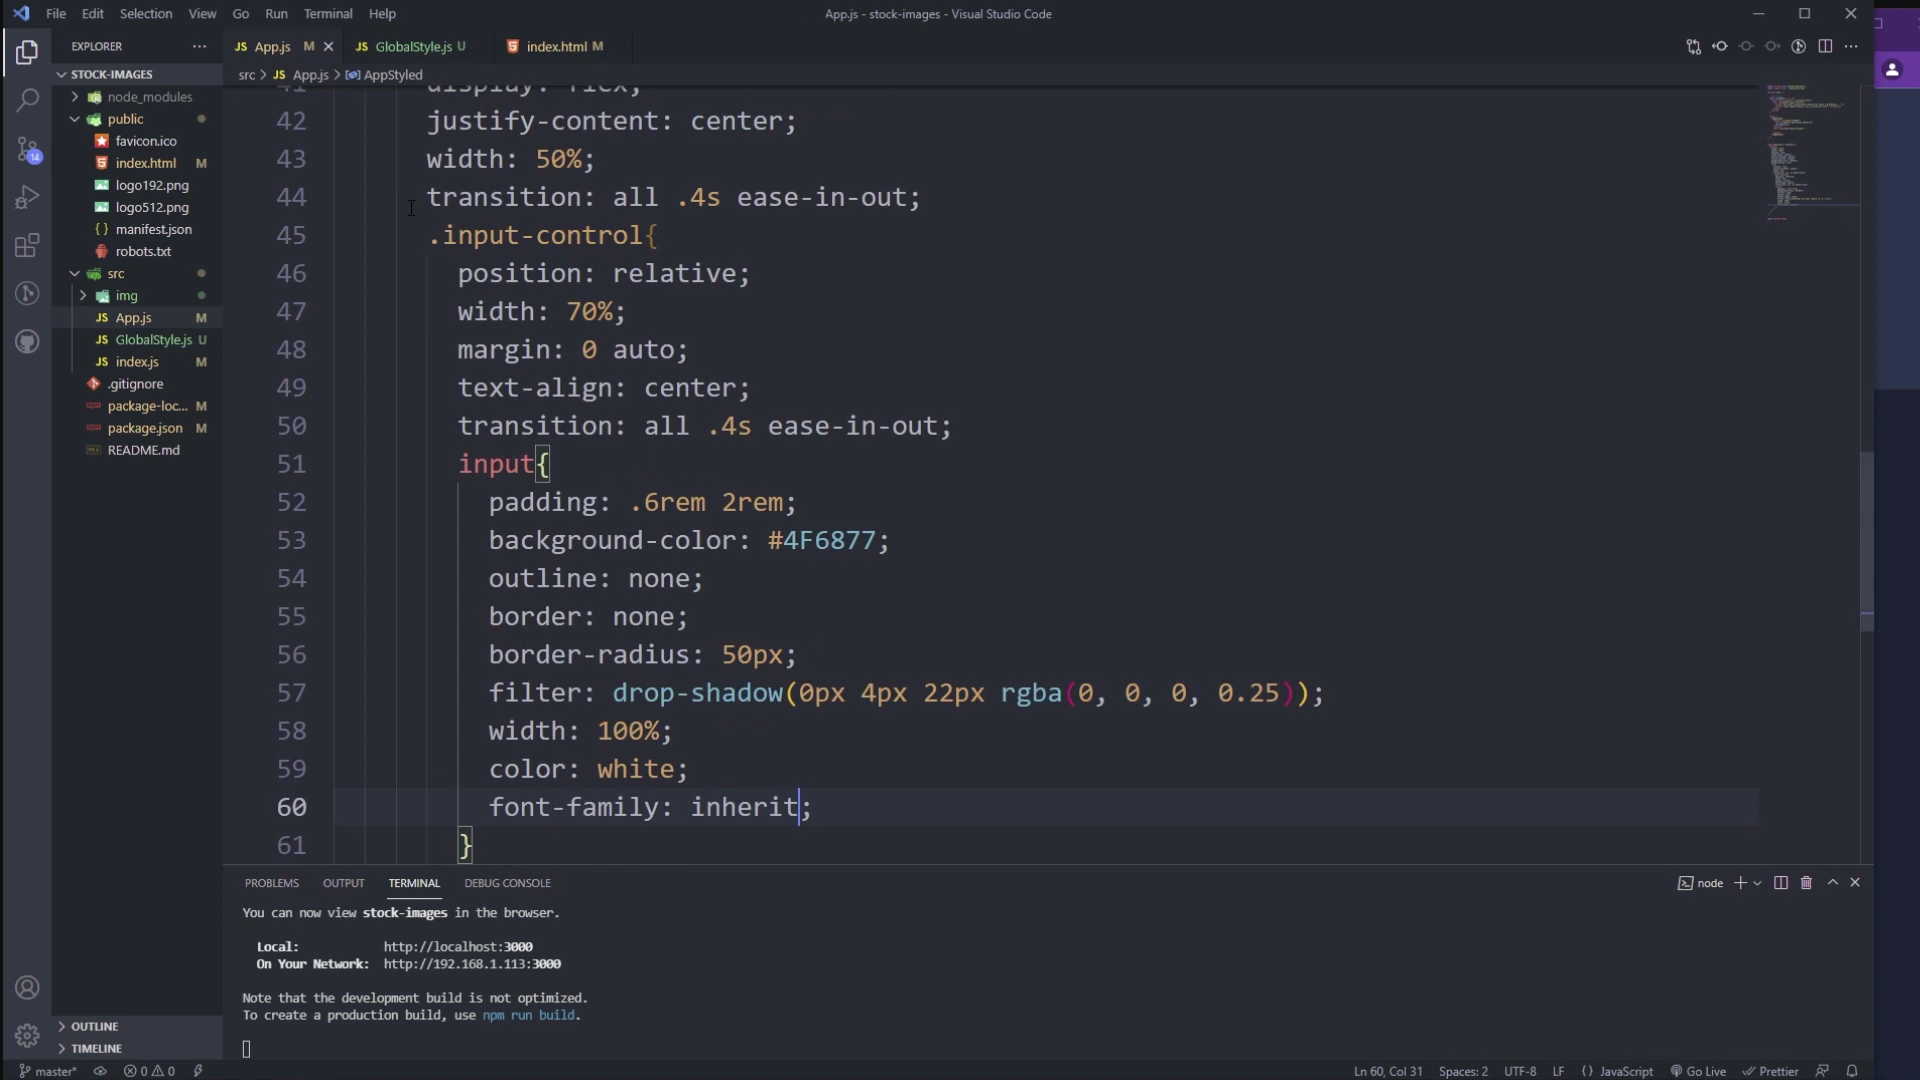 File Edit Selection View Go Run Terminal Help
App.js - stock-images - Visual Studio Code
EXPLORER
JS App.js M
JS GlobalStyle.js U
index.html M
STOCK-IMAGES
src > JS App.js > AppStyled
node_modules
public
favicon.ico
index.html M
logo192.png
logo512.png
{} manifest.json
robots.txt
src
img
JS App.js M
JS GlobalStyle.js U
JS index.js M
.gitignore
package-loc... M
package.json M
README.md
14
41 display: flex;
42 justify-content: center;
43 width: 50%;
44 transition: all .4s ease-in-out;
45 .input-control{
46 position: relative;
47 width: 70%;
48 margin: 0 auto;
49 text-align: center;
50 transition: all .4s ease-in-out;
51 input{
52 padding: .6rem 2rem;
53 background-color: #4F6877;
54 outline: none;
55 border: none;
56 border-radius: 50px;
57 filter: drop-shadow(0px 4px 22px rgba(0, 0, 0, 0.25));
58 width: 100%;
59 color: white;
60 font-family: inherit;
61 }
PROBLEMS OUTPUT TERMINAL DEBUG CONSOLE
node
You can now view stock-images in the browser.
Local: http://localhost:3000
On Your Network: http://192.168.1.113:3000
Note that the development build is not optimized.
To create a production build, use npm run build.
OUTLINE
TIMELINE
master* 0 0
Ln 60, Col 31 Spaces: 2 UTF-8 LF {} JavaScript Go Live Prettier